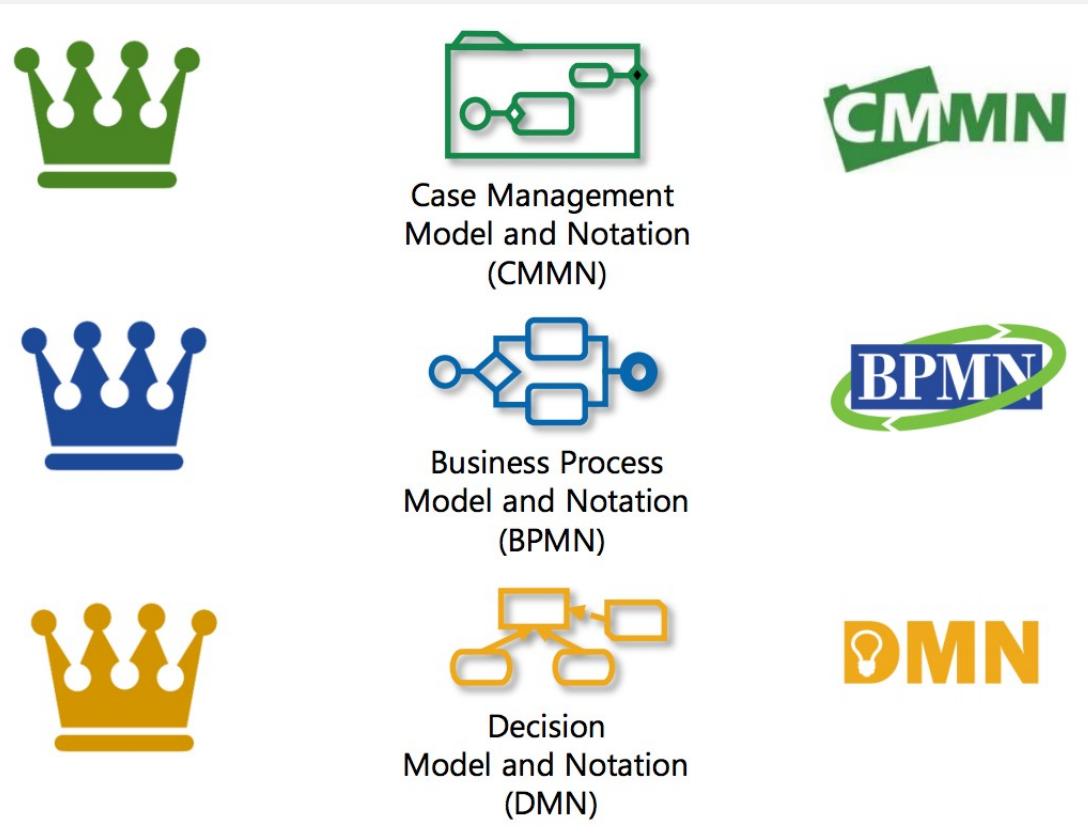 CMMN
Case Management
Model and Notation
(CMMN)
BPMN
Business Process
Model and Notation
(BPMN)
DMN
Decision
Model and Notation
(DMN)